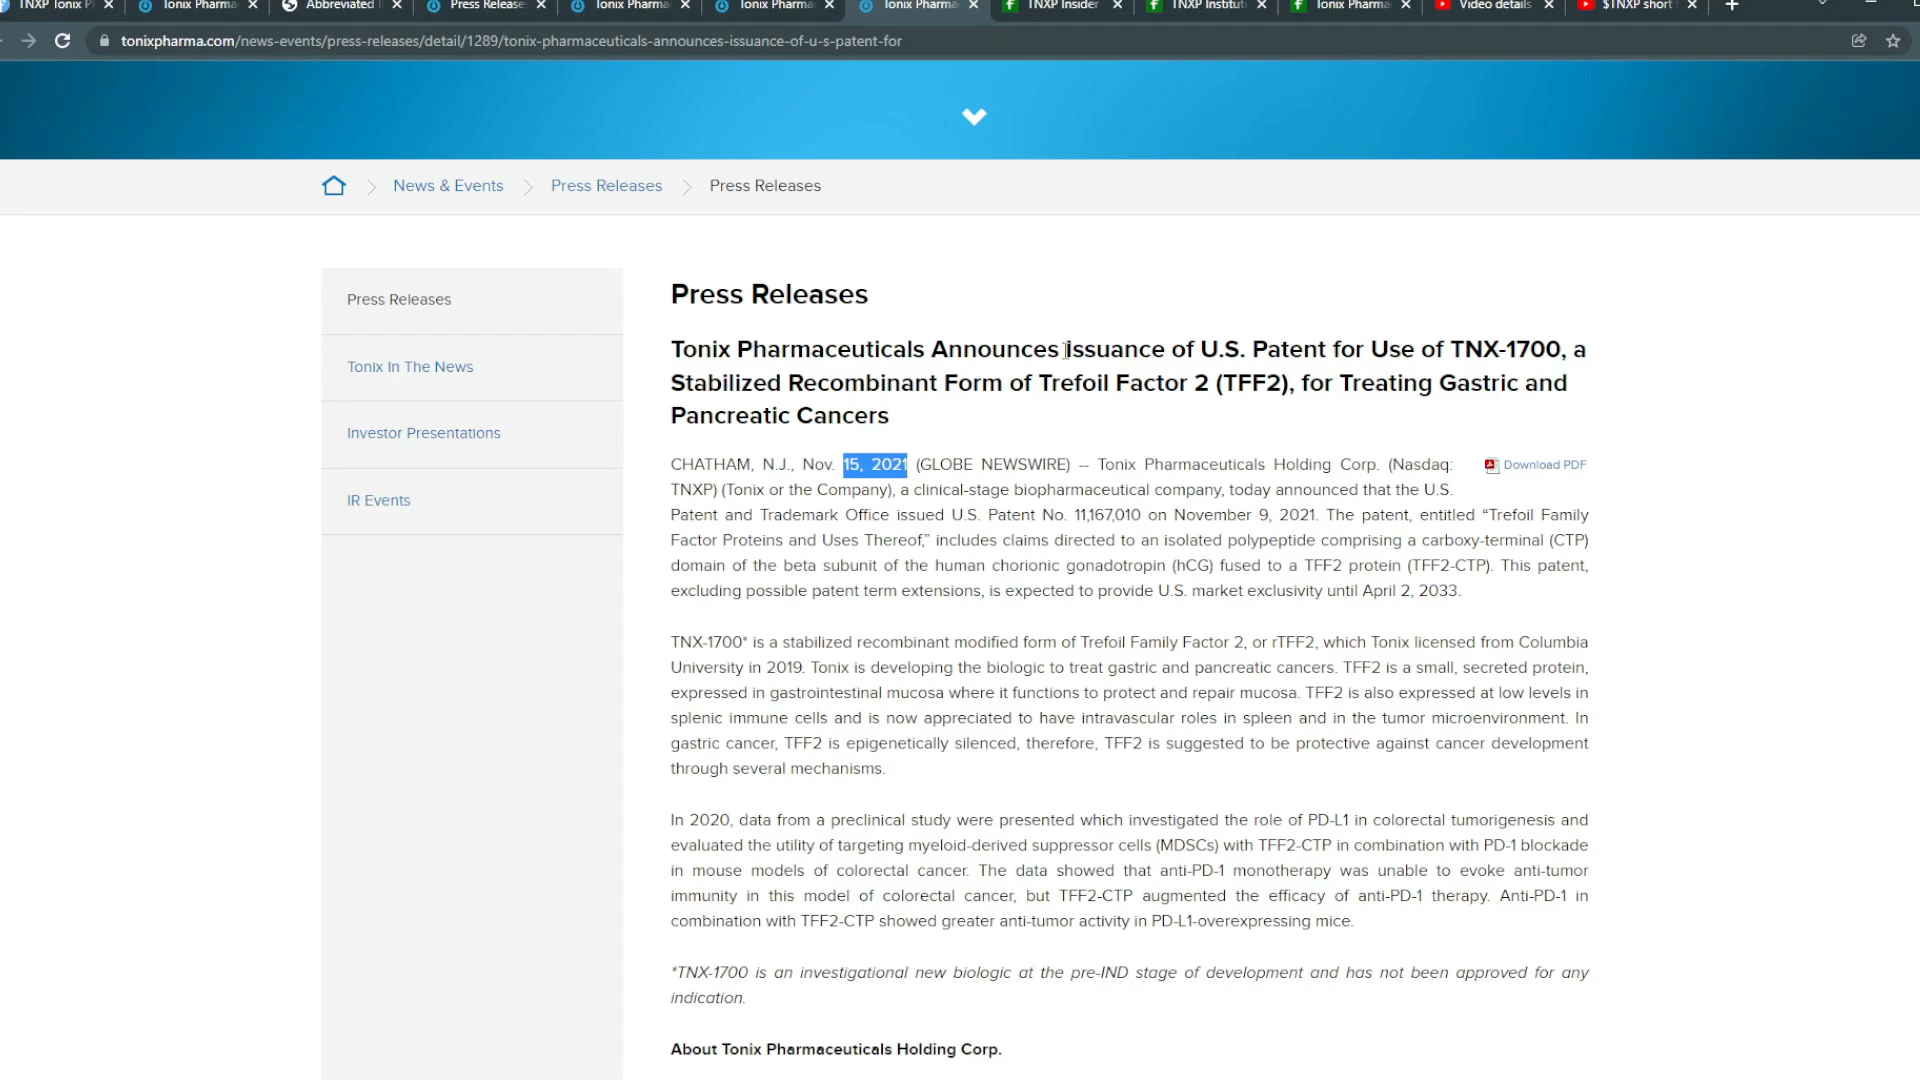 TNXP Tonix P
Tonix Pharma
Abbreviated
Press Release
Tonix Pharma
Tonix Pharma
Tonix Pharma
TNXP Insider
TNXP Instituti
Tonix Pharma
Video details
$TNXP short
tonixpharma.com/news-events/press-releases/detail/1289/tonix-pharmaceuticals-announces-issuance-of-u-s-patent-for
News & Events
Press Releases
Press Releases
Press Releases
Tonix In The News
Investor Presentations
IR Events
Press Releases
Tonix Pharmaceuticals Announces Issuance of U.S. Patent for Use of TNX-1700, a
Stabilized Recombinant Form of Trefoil Factor 2 (TFF2), for Treating Gastric and
Pancreatic Cancers
Download PDF
CHATHAM, N.J., Nov. 15, 2021 (GLOBE NEWSWIRE) -- Tonix Pharmaceuticals Holding Corp. (Nasdaq:
TNXP) (Tonix or the Company), a clinical-stage biopharmaceutical company, today announced that the U.S.
Patent and Trademark Office issued U.S. Patent No. 11,167,010 on November 9, 2021. The patent, entitled “Trefoil Family
Factor Proteins and Uses Thereof,” includes claims directed to an isolated polypeptide comprising a carboxy-terminal (CTP)
domain of the beta subunit of the human chorionic gonadotropin (hCG) fused to a TFF2 protein (TFF2-CTP). This patent,
excluding possible patent term extensions, is expected to provide U.S. market exclusivity until April 2, 2033.
TNX-1700* is a stabilized recombinant modified form of Trefoil Family Factor 2, or rTFF2, which Tonix licensed from Columbia
University in 2019. Tonix is developing the biologic to treat gastric and pancreatic cancers. TFF2 is a small, secreted protein,
expressed in gastrointestinal mucosa where it functions to protect and repair mucosa. TFF2 is also expressed at low levels in
splenic immune cells and is now appreciated to have intravascular roles in spleen and in the tumor microenvironment. In
gastric cancer, TFF2 is epigenetically silenced, therefore, TFF2 is suggested to be protective against cancer development
through several mechanisms.
In 2020, data from a preclinical study were presented which investigated the role of PD-L1 in colorectal tumorigenesis and
evaluated the utility of targeting myeloid-derived suppressor cells (MDSCs) with TFF2-CTP in combination with PD-1 blockade
in mouse models of colorectal cancer. The data showed that anti-PD-1 monotherapy was unable to evoke anti-tumor
immunity in this model of colorectal cancer, but TFF2-CTP augmented the efficacy of anti-PD-1 therapy. Anti-PD-1 in
combination with TFF2-CTP showed greater anti-tumor activity in PD-L1-overexpressing mice.
*TNX-1700 is an investigational new biologic at the pre-IND stage of development and has not been approved for any
indication.
About Tonix Pharmaceuticals Holding Corp.